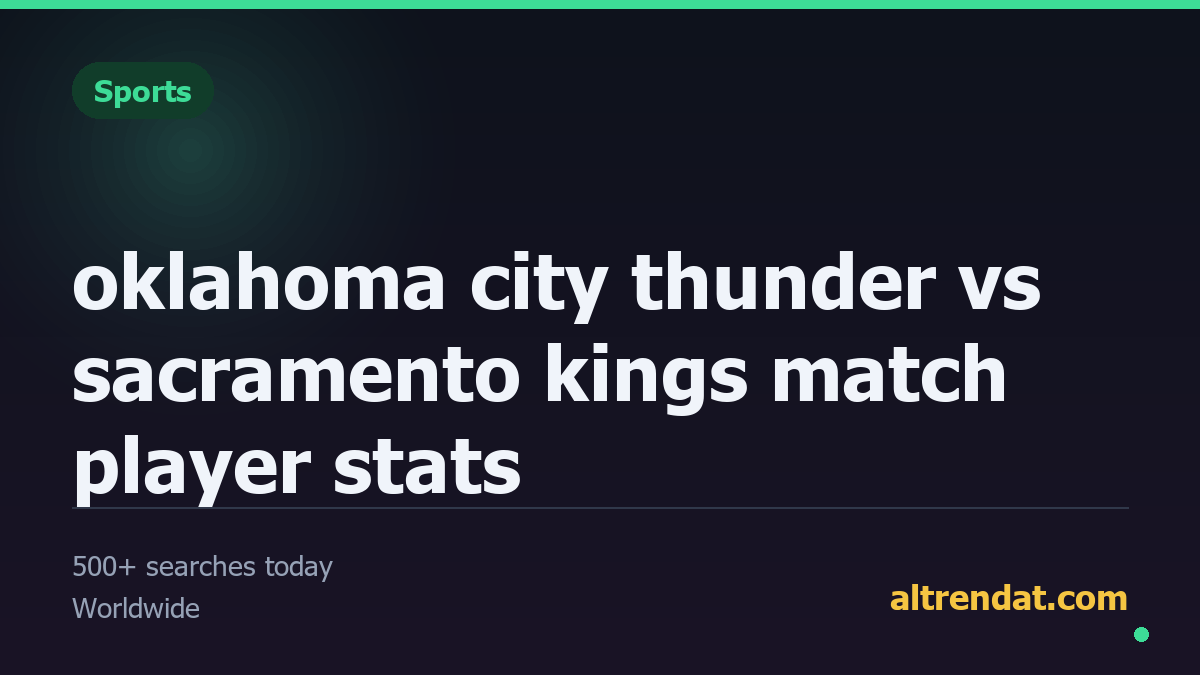 Sports
oklahoma city thunder vs
sacramento kings match
player stats
500+ searches today
Worldwide
altrendat.com